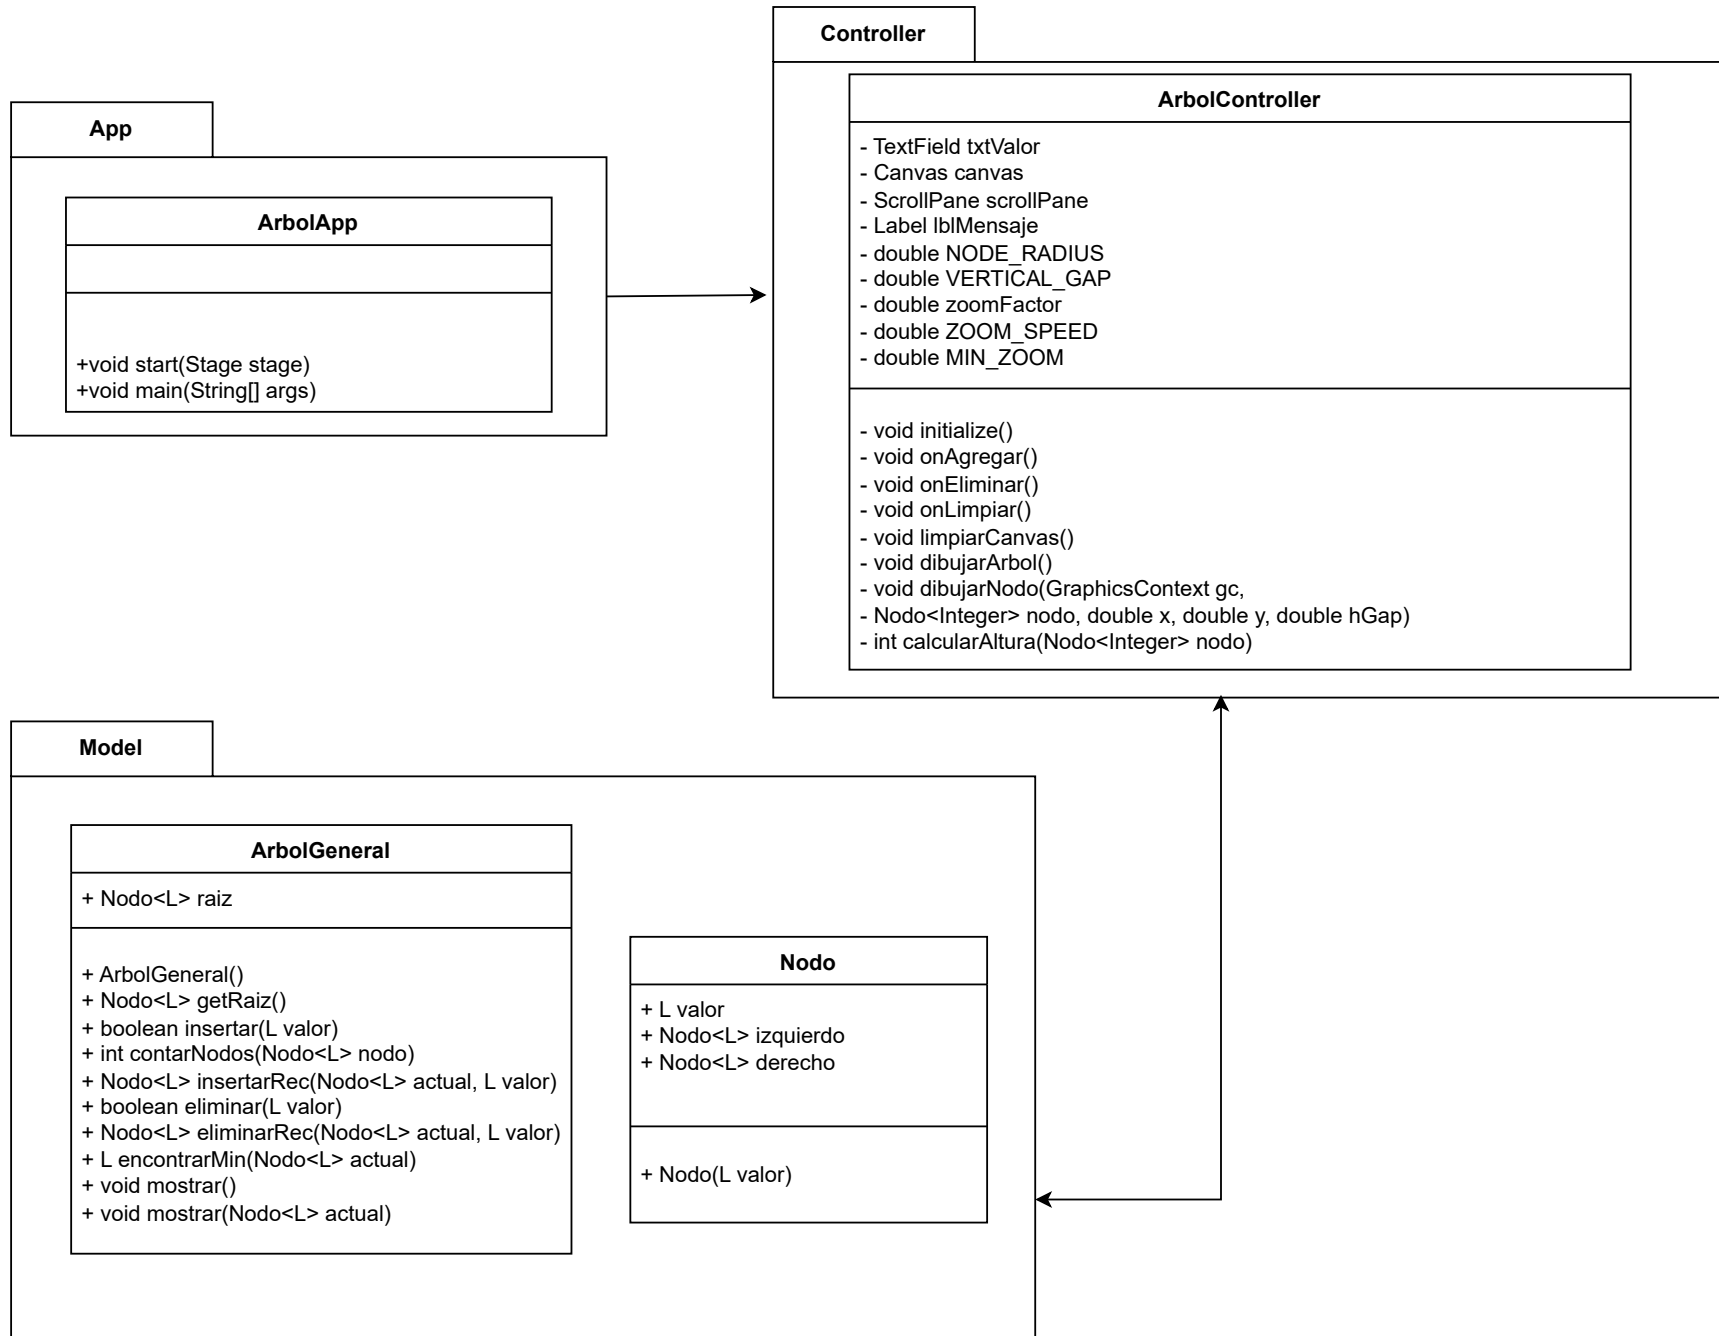 Controller
ArbolController
- TextField txtValor
- Canvas canvas
- ScrollPane scrollPane
- Label lblMensaje
- double NODE_RADIUS
- double VERTICAL_GAP
- double zoomFactor
- double ZOOM_SPEED
- double MIN_ZOOM
- void initialize()
- void onAgregar()
- void onEliminar()
- void onLimpiar()
- void limpiarCanvas()
- void dibujarArbol()
- void dibujarNodo(GraphicsContext gc,
- Nodo<Integer> nodo, double x, double y, double hGap)
- int calcularAltura(Nodo<Integer> nodo)
App
ArbolApp
+void start(Stage stage)
+void main(String[] args)
Model
ArbolGeneral
+ Nodo<L> raiz
+ ArbolGeneral()
+ Nodo<L> getRaiz()
+ boolean insertar(L valor)
+ int contarNodos(Nodo<L> nodo)
+ Nodo<L> insertarRec(Nodo<L> actual, L valor)
+ boolean eliminar(L valor)
+ Nodo<L> eliminarRec(Nodo<L> actual, L valor)
+ L encontrarMin(Nodo<L> actual)
+ void mostrar()
+ void mostrar(Nodo<L> actual)
Nodo
+ L valor
+ Nodo<L> izquierdo
+ Nodo<L> derecho
+ Nodo(L valor)